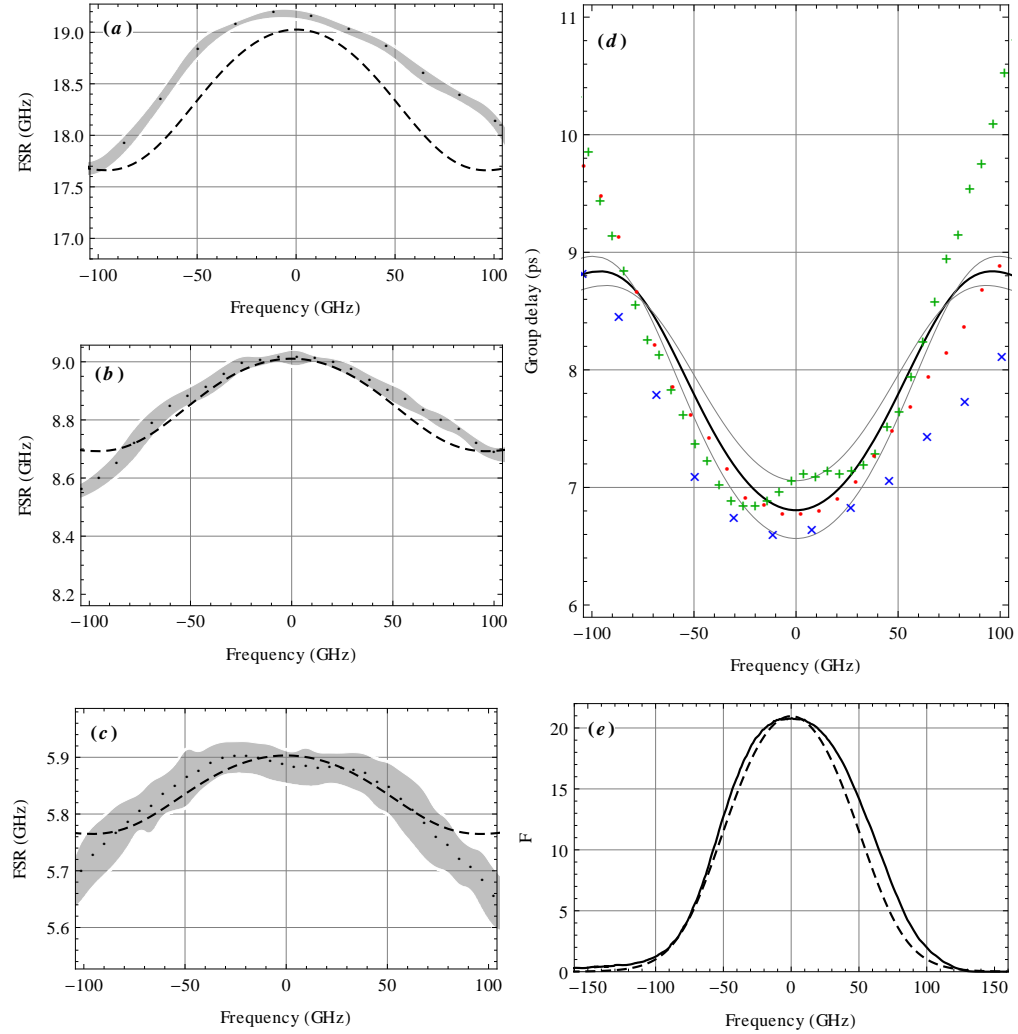 (a)
FSR (GHz)
19.0
18.5
18.0
17.5
17.0
−100 −50 0 50 100
Frequency (GHz)
(b)
FSR (GHz)
9.0
8.8
8.6
8.4
8.2
−100 −50 0 50 100
Frequency (GHz)
(c)
FSR (GHz)
5.9
5.8
5.7
5.6
−100 −50 0 50 100
Frequency (GHz)
(d)
Group delay (ps)
11
10
9
8
7
6
−100 −50 0 50 100
Frequency (GHz)
(e)
F
20
15
10
5
0
−150 −100 −50 0 50 100 150
Frequency (GHz)